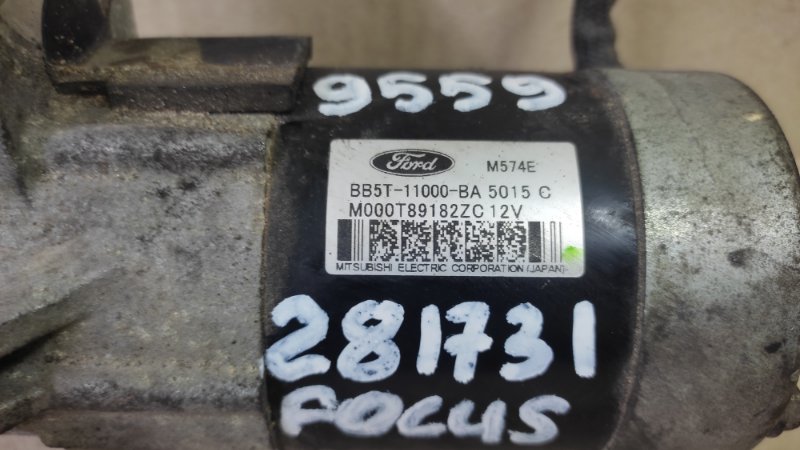 9559
Ford M574E
BB5T-11000-BA 5015 C
M000T89182ZC 12V
MITSUBISHI ELECTRIC CORPORATION (JAPAN)
281731
FOCUS